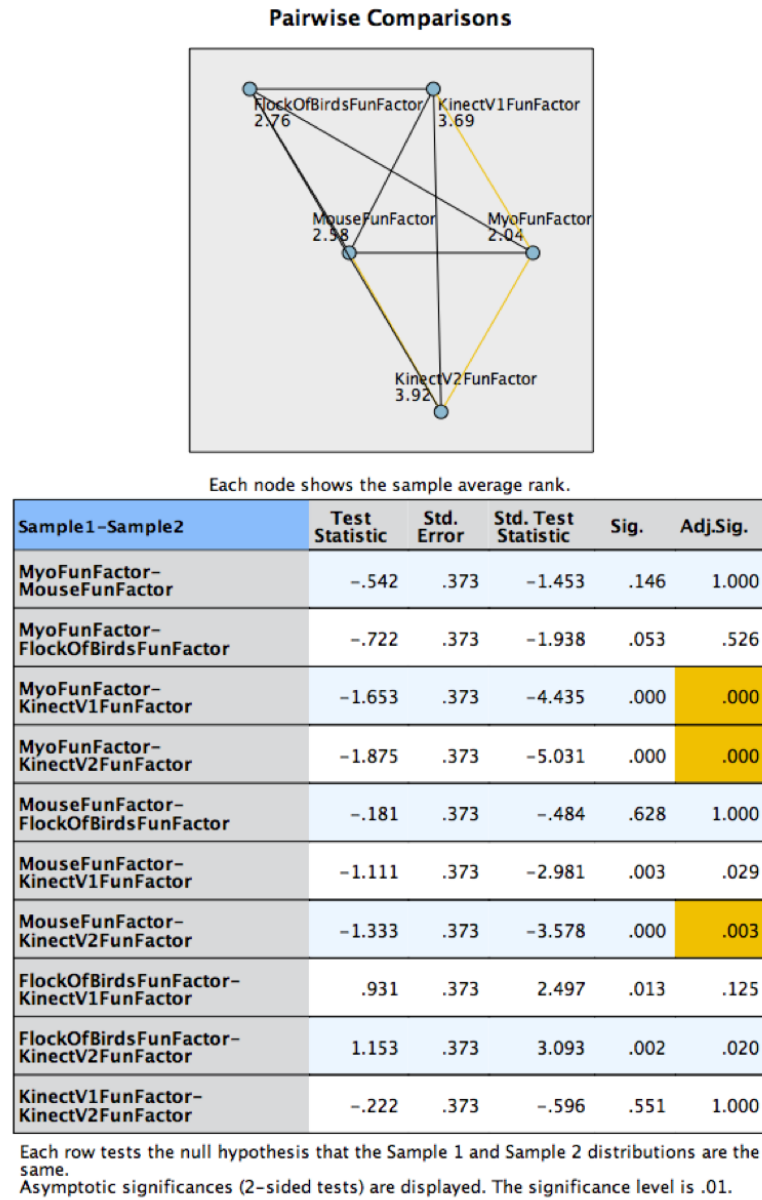 Pairwise Comparisons
FlockOfBirdsFunFactor
2.76
KinectV1FunFactor
3.69
MouseFunFactor
2.58
MyoFunFactor
2.04
KinectV2FunFactor
3.92
Each node shows the sample average rank.
Sample1-Sample2 Test Statistic Std. Error Std. Test Statistic Sig. Adj.Sig.
MyoFunFactor-
MouseFunFactor -.542 .373 -1.453 .146 1.000
MyoFunFactor-
FlockOfBirdsFunFactor -.722 .373 -1.938 .053 .526
MyoFunFactor-
KinectV1FunFactor -1.653 .373 -4.435 .000 .000
MyoFunFactor-
KinectV2FunFactor -1.875 .373 -5.031 .000 .000
MouseFunFactor-
FlockOfBirdsFunFactor -.181 .373 -.484 .628 1.000
MouseFunFactor-
KinectV1FunFactor -1.111 .373 -2.981 .003 .029
MouseFunFactor-
KinectV2FunFactor -1.333 .373 -3.578 .000 .003
FlockOfBirdsFunFactor-
KinectV1FunFactor .931 .373 2.497 .013 .125
FlockOfBirdsFunFactor-
KinectV2FunFactor 1.153 .373 3.093 .002 .020
KinectV1FunFactor-
KinectV2FunFactor -.222 .373 -.596 .551 1.000
Each row tests the null hypothesis that the Sample 1 and Sample 2 distributions are the
same.
Asymptotic significances (2-sided tests) are displayed. The significance level is .01.